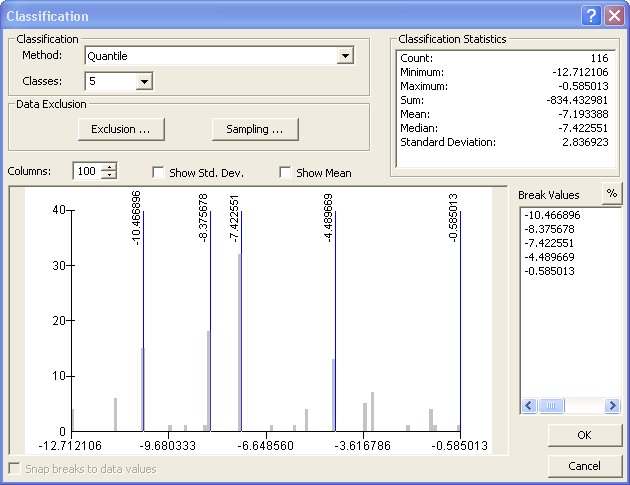 Classification
Classification
Method: Quantile
Classes: 5
Data Exclusion
Exclusion ...
Sampling ...
Classification Statistics
Count: 116
Minimum: -12.712106
Maximum: -0.585013
Sum: -834.432981
Mean: -7.193388
Median: -7.422551
Standard Deviation: 2.836923
Columns: 100
Show Std. Dev.
Show Mean
Break Values
%
-10.466896
-8.375678
-7.422551
-4.489669
-0.585013
-10.466896
-8.375678
-7.422551
-4.489669
-0.585013
40
30
20
10
0
-12.712106
-9.680333
-6.648560
-3.616786
-0.585013
Snap breaks to data values
OK
Cancel